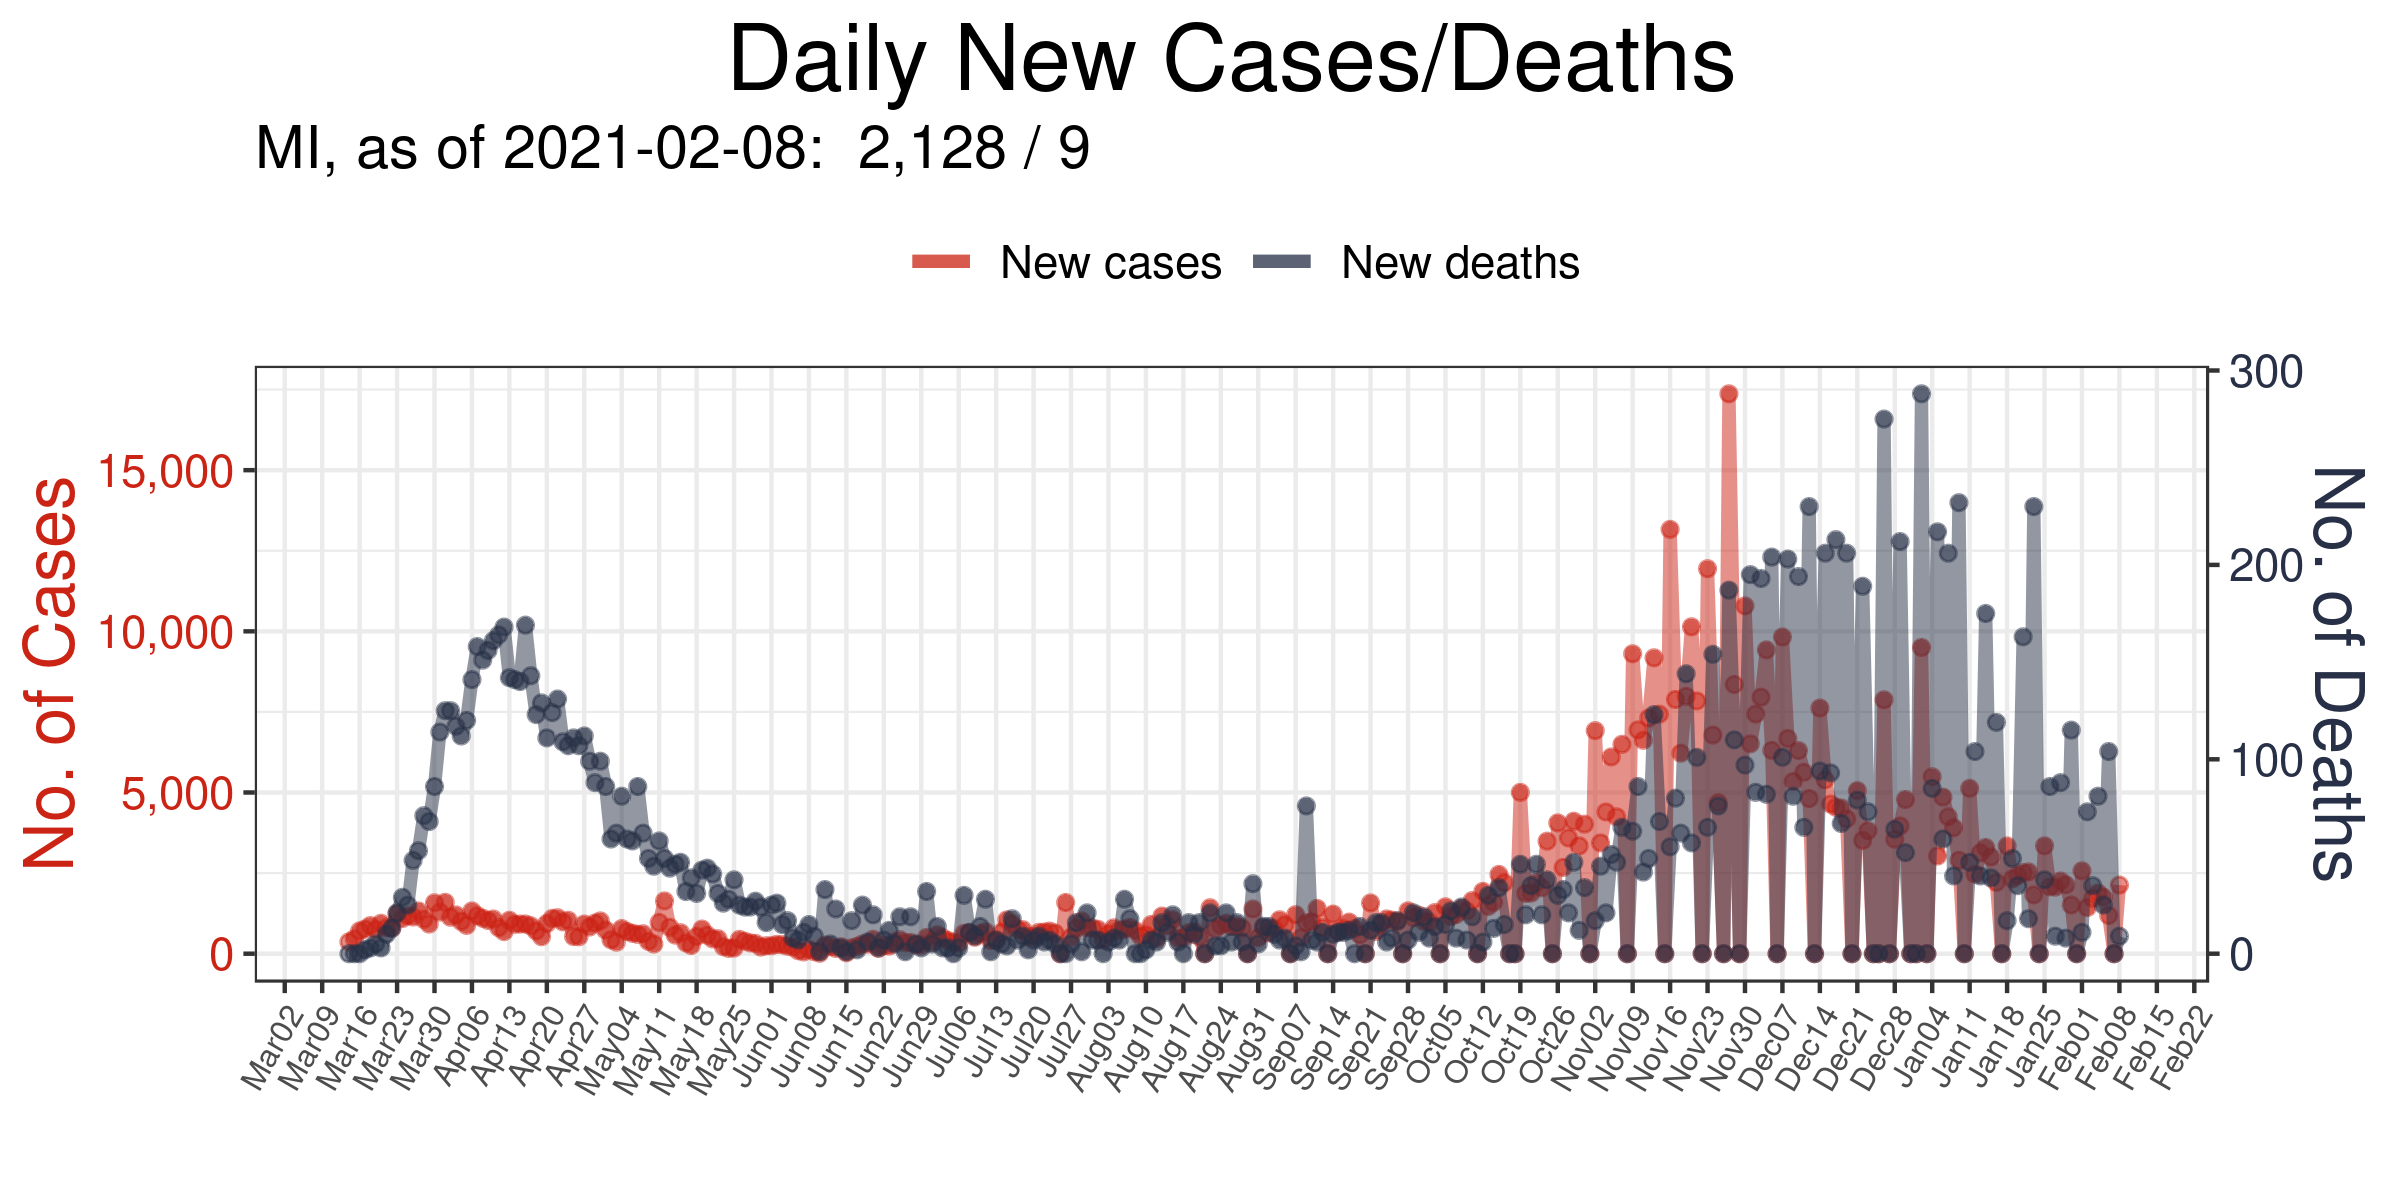 Daily New Cases/Deaths
MI, as of 2021-02-08:  2,128 / 9
New cases
New deaths
No. of Cases
15,000
10,000
5,000
0
300
200
100
0
No. of Deaths
Mar02
Mar09
Mar16
Mar23
Mar30
Apr06
Apr13
Apr20
Apr27
May04
May11
May18
May25
Jun01
Jun08
Jun15
Jun22
Jun29
Jul06
Jul13
Jul20
Jul27
Aug03
Aug10
Aug17
Aug24
Aug31
Sep07
Sep14
Sep21
Sep28
Oct05
Oct12
Oct19
Oct26
Nov02
Nov09
Nov16
Nov23
Nov30
Dec07
Dec14
Dec21
Dec28
Jan04
Jan11
Jan18
Jan25
Feb01
Feb08
Feb15
Feb22